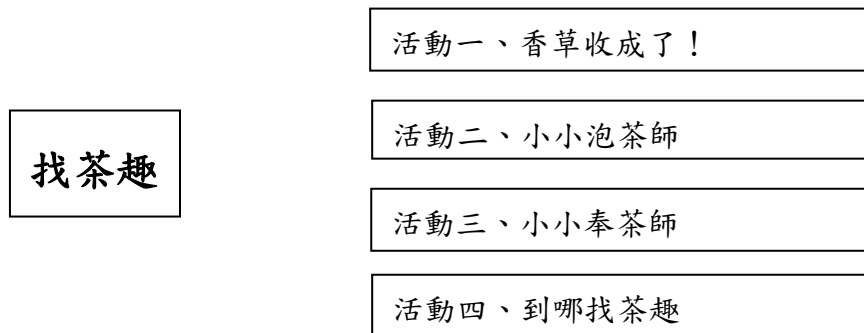 找茶趣
活動一、香草收成了！
活動二、小小泡茶師
活動三、小小奉茶師
活動四、到哪找茶趣